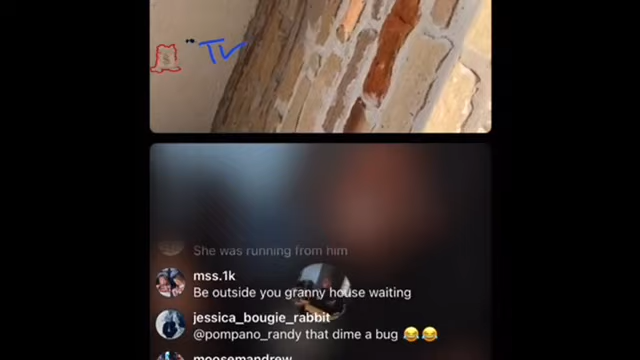 TV
She was running from him
mss.1k
Be outside you granny house waiting
jessica_bougie_rabbit
@pompano_randy that dime a bug 😂😂
moosemandrew